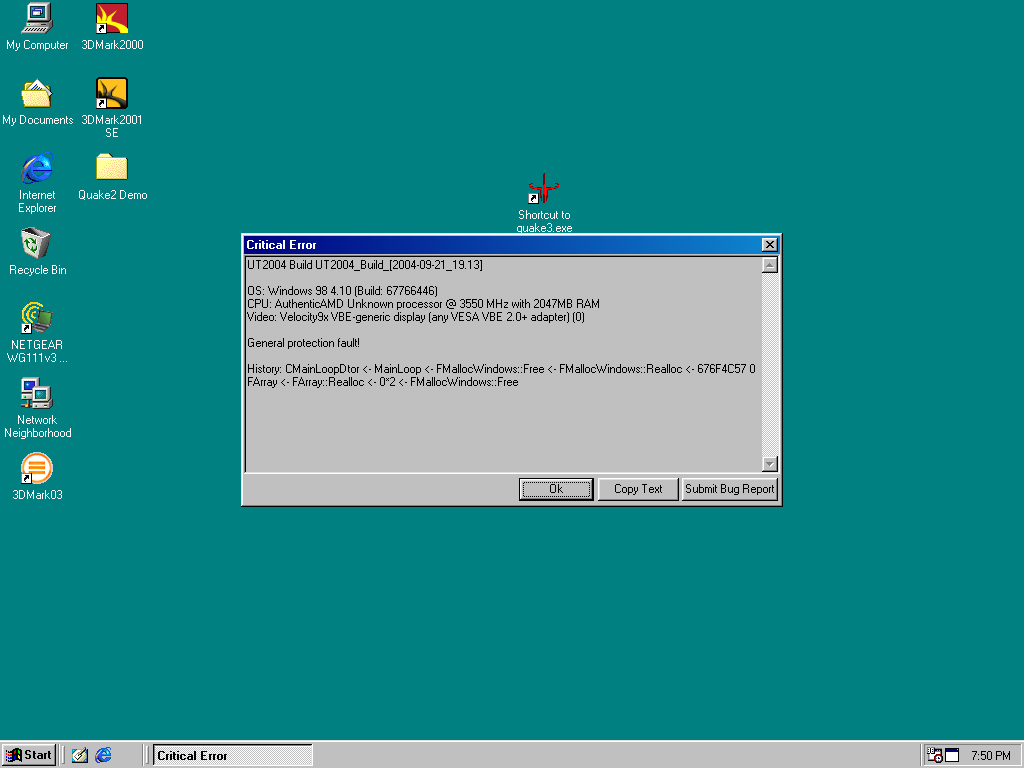 My Computer
3DMark2000
My Documents
3DMark2001
SE
Internet
Explorer
Quake2 Demo
Recycle Bin
NETGEAR
WG111v3 ...
Network
Neighborhood
3DMark03
Shortcut to
quake3.exe
Critical Error
UT2004 Build UT2004_Build_[2004-09-21_19.13]
OS: Windows 98 4.10 (Build: 67766446)
CPU: AuthenticAMD Unknown processor @ 3550 MHz with 2047MB RAM
Video: Velocity9x VBE-generic display (any VESA VBE 2.0+ adapter) (0)
General protection fault!
History: CMainLoopDtor <- MainLoop <- FMallocWindows::Free <- FMallocWindows::Realloc <- 676F4C57 0
FArray <- FArray::Realloc <- 0*2 <- FMallocWindows::Free
Ok
Copy Text
Submit Bug Report
Start
Critical Error
7:50 PM